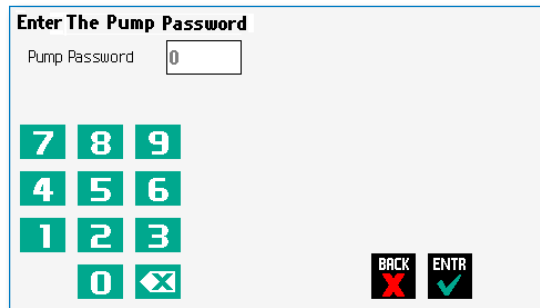 Enter The Pump Password
Pump Password 0
7 8 9
4 5 6
1 2 3
0 X
BACK ENTR